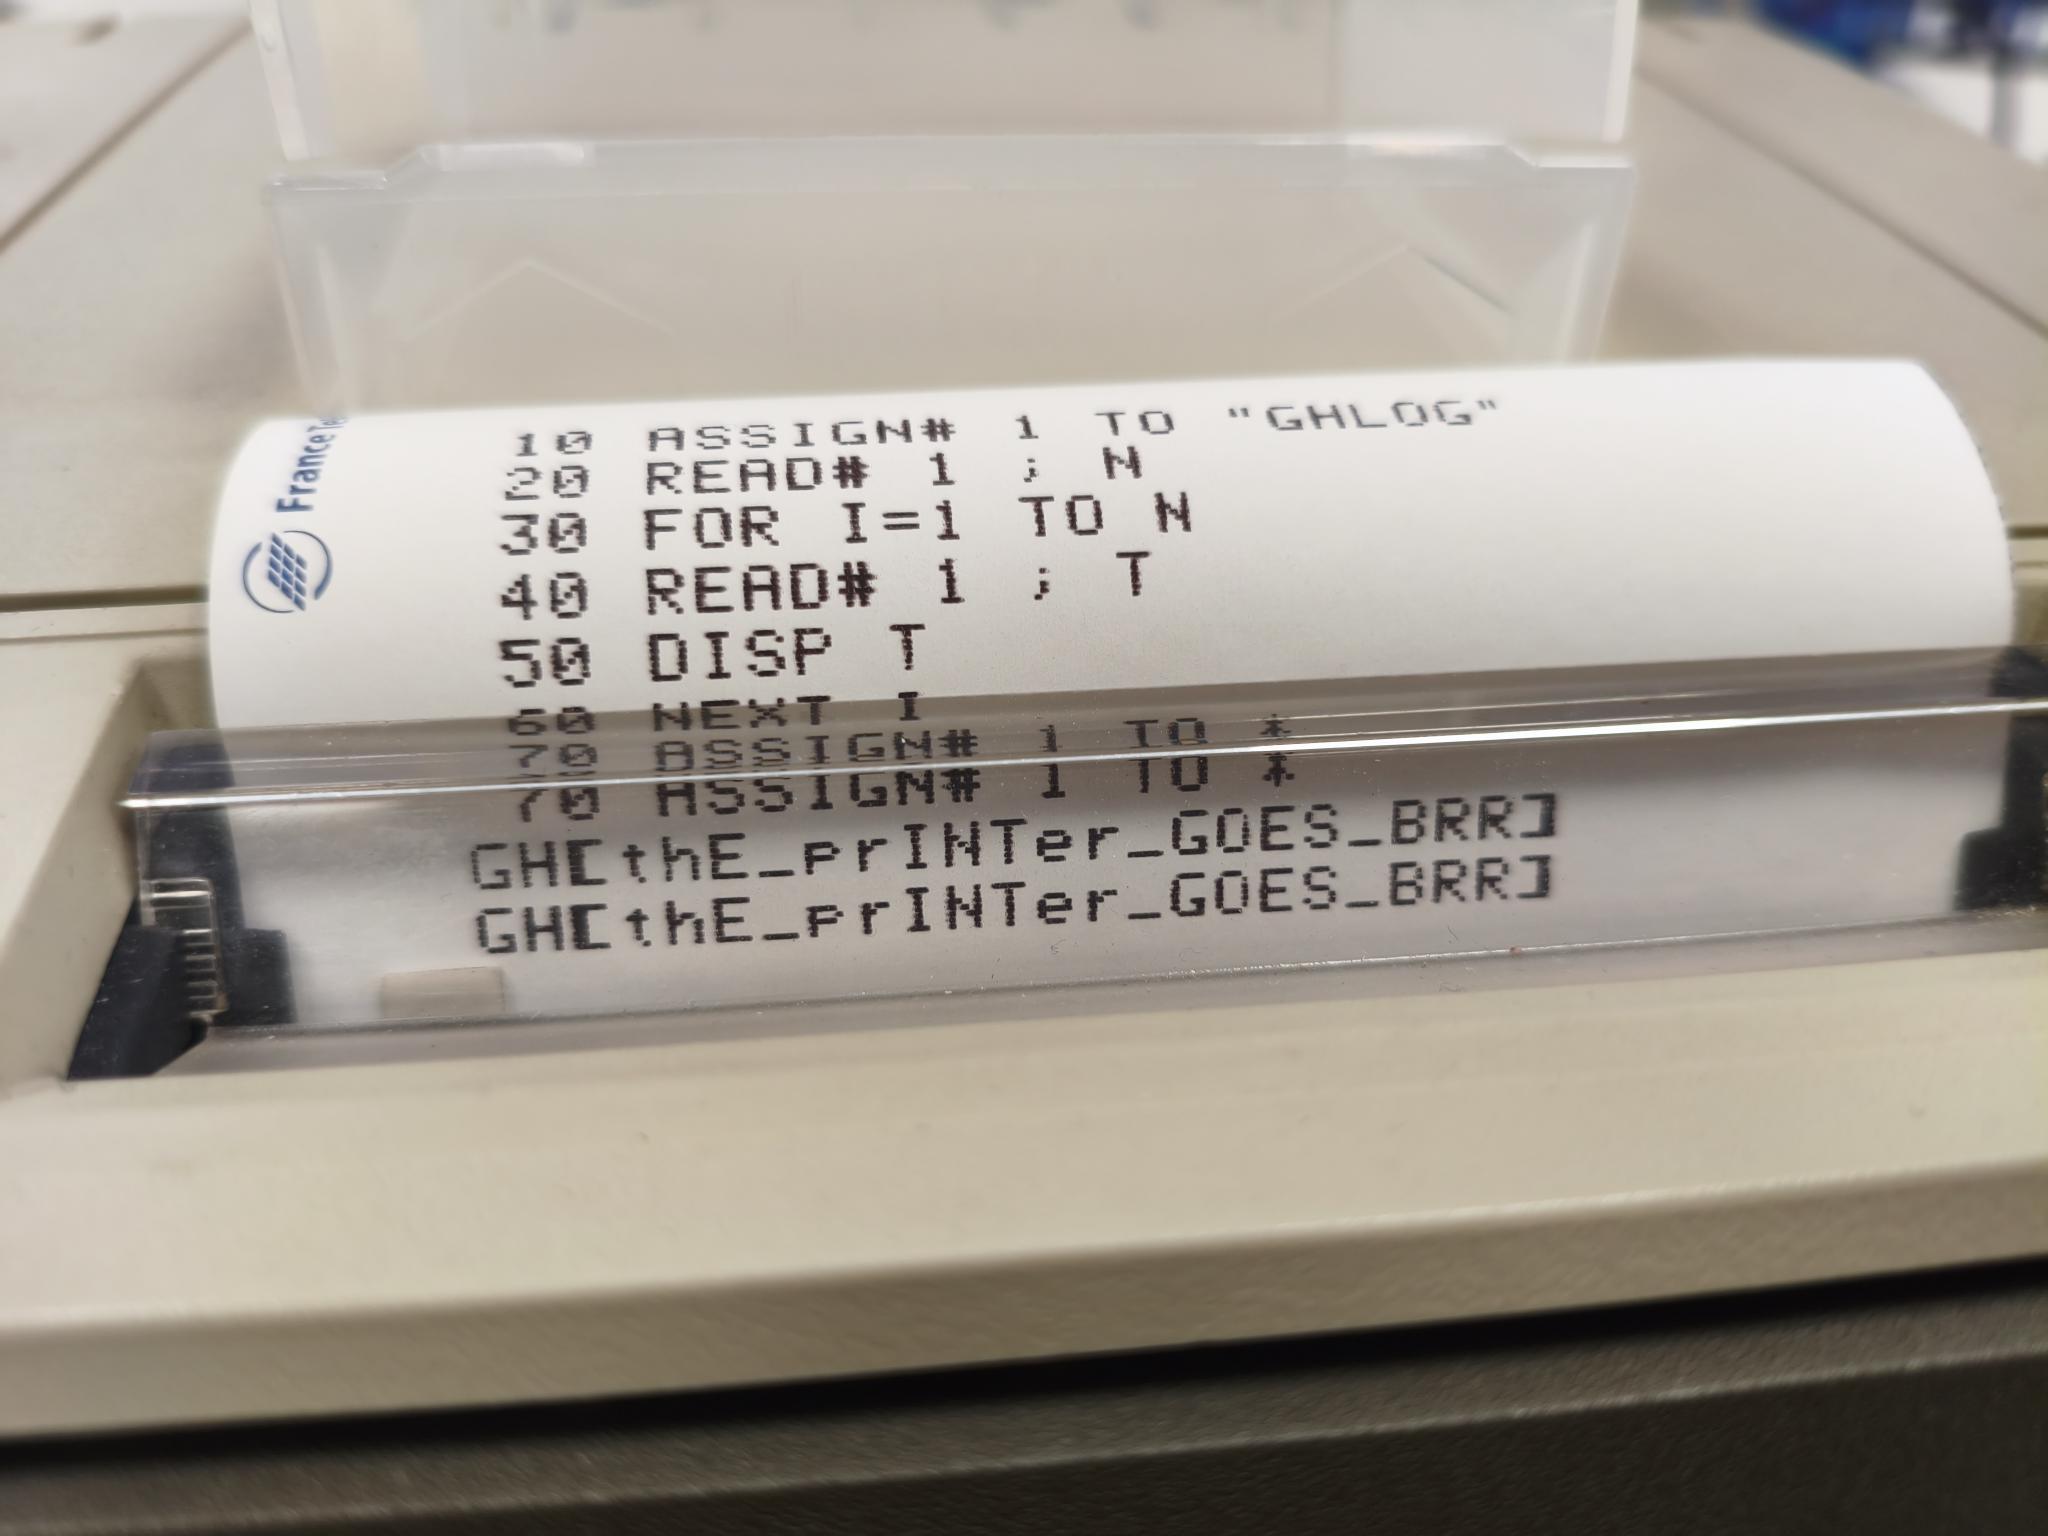 France Te
10 ASSIGN# 1 TO "GHLOG"
20 READ# 1 ; N
30 FOR I=1 TO N
40 READ# 1 ; T
50 DISP T
60 NEXT I
70 ASSIGN# 1 TO *
70 ASSIGN# 1 TO *
GH[thE_prINTer_GOES_BRR]
GH[thE_prINTer_GOES_BRR]